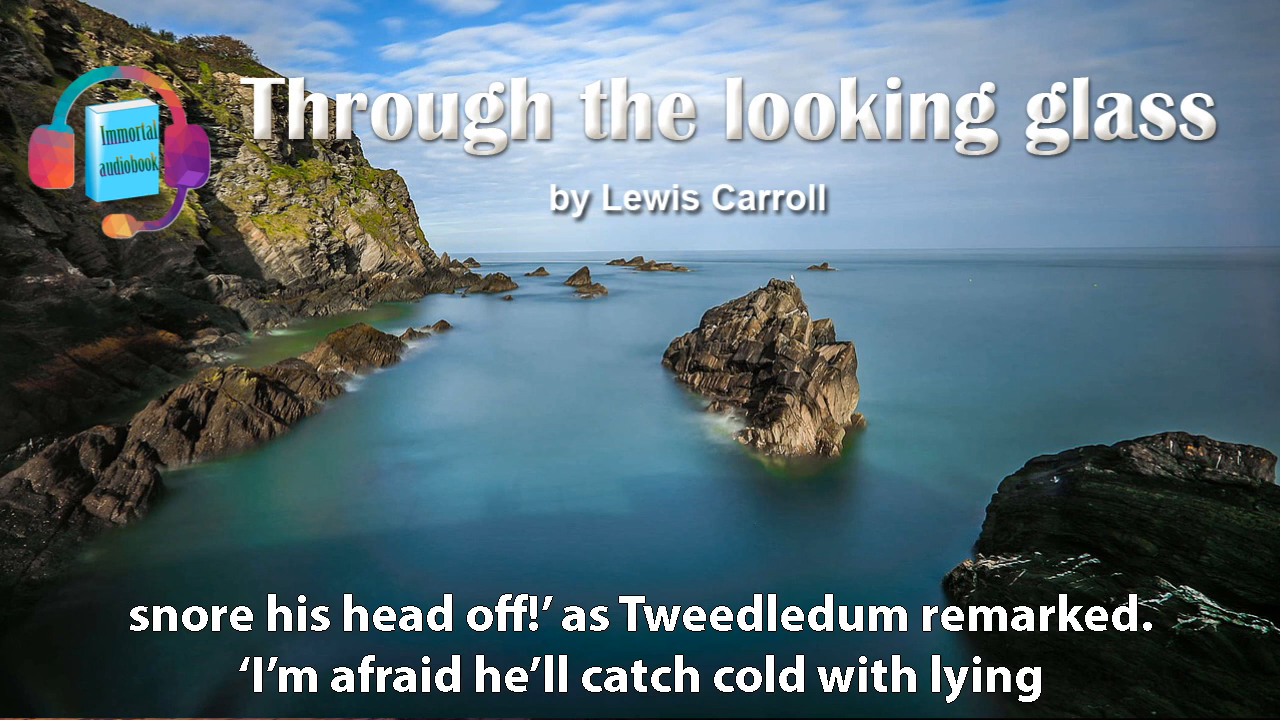 Through the looking glass
Immortal
audiobook
by Lewis Carroll
snore his head off!’ as Tweedledum remarked.
‘I’m afraid he’ll catch cold with lying